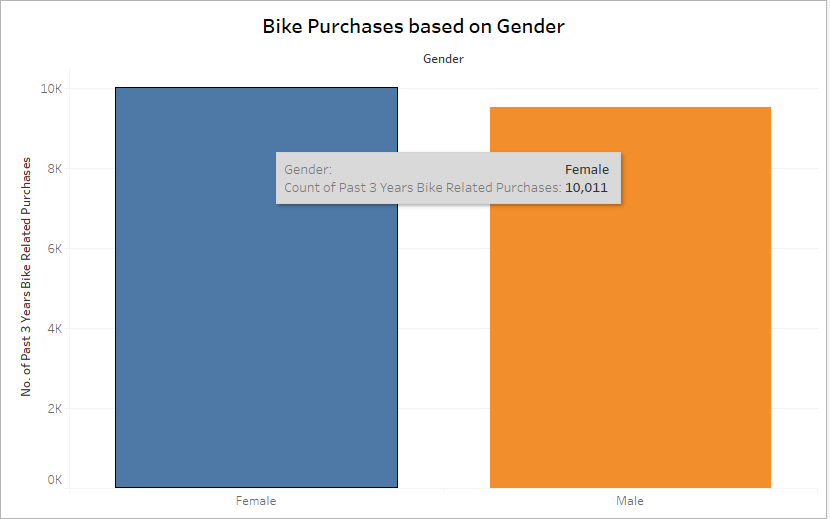 Bike Purchases based on Gender
Gender
No. of Past 3 Years Bike Related Purchases
10K
8K
6K
4K
2K
0K
Gender: Female
Count of Past 3 Years Bike Related Purchases: 10,011
Female Male